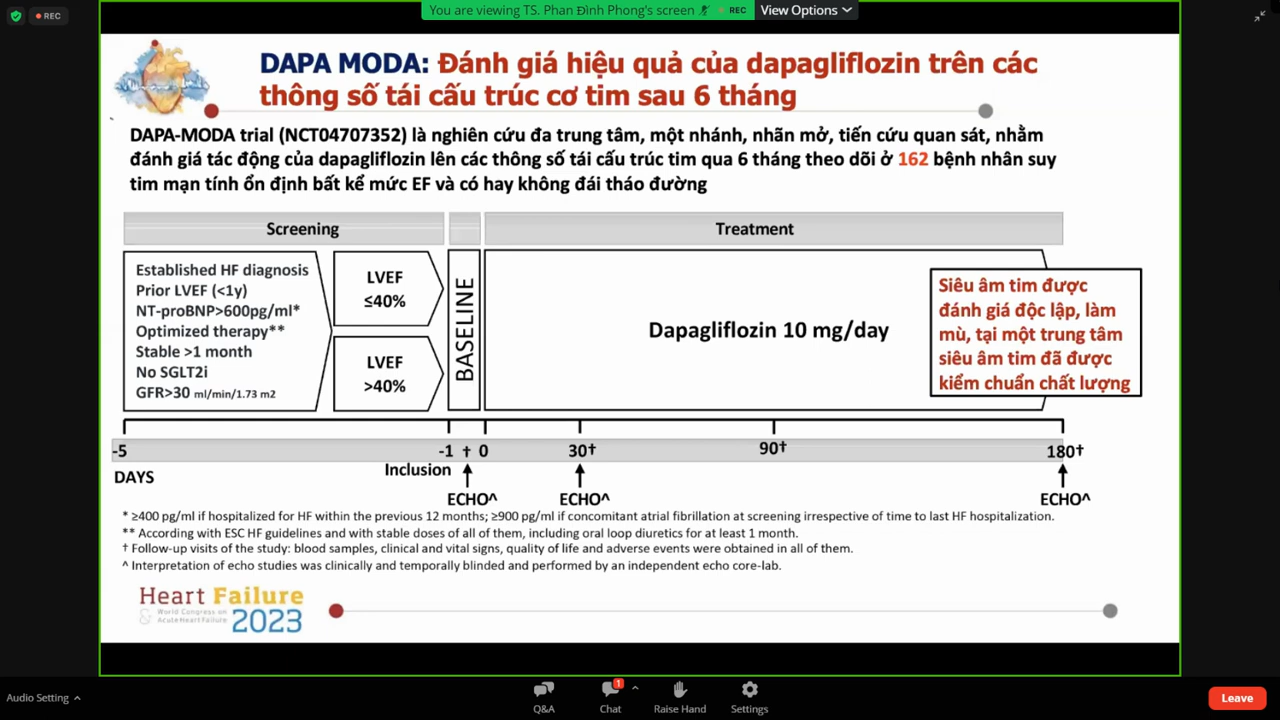 REC
You are viewing TS. Phan Đình Phong's screen
REC
View Options
DAPA MODA: Đánh giá hiệu quả của dapagliflozin trên các
thông số tái cấu trúc cơ tim sau 6 tháng
DAPA-MODA trial (NCT04707352) là nghiên cứu đa trung tâm, một nhánh, nhãn mở, tiến cứu quan sát, nhằm
đánh giá tác động của dapagliflozin lên các thông số tái cấu trúc tim qua 6 tháng theo dõi ở 162 bệnh nhân suy
tim mạn tính ổn định bất kể mức EF và có hay không đái tháo đường
Screening
Treatment
Established HF diagnosis
Prior LVEF (<1y)
NT-proBNP>600pg/ml*
Optimized therapy**
Stable >1 month
No SGLT2i
GFR>30 ml/min/1.73 m2
LVEF
≤40%
LVEF
>40%
BASELINE
Dapagliflozin 10 mg/day
Siêu âm tim được
đánh giá độc lập, làm
mù, tại một trung tâm
siêu âm tim đã được
kiểm chuẩn chất lượng
-5
-1 † 0
30†
90†
180†
DAYS
Inclusion
ECHO^
ECHO^
ECHO^
* ≥400 pg/ml if hospitalized for HF within the previous 12 months; ≥900 pg/ml if concomitant atrial fibrillation at screening irrespective of time to last HF hospitalization.
** According with ESC HF guidelines and with stable doses of all of them, including oral loop diuretics for at least 1 month.
† Follow-up visits of the study: blood samples, clinical and vital signs, quality of life and adverse events were obtained in all of them.
^ Interpretation of echo studies was clinically and temporally blinded and performed by an independent echo core-lab.
Heart Failure
& World Congress on
Acute Heart Failure
2023
Audio Setting
Q&A
1
Chat
Raise Hand
Settings
Leave